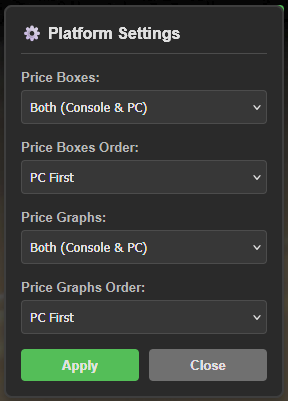 Platform Settings
Price Boxes:
Both (Console & PC)
Price Boxes Order:
PC First
Price Graphs:
Both (Console & PC)
Price Graphs Order:
PC First
Apply Close